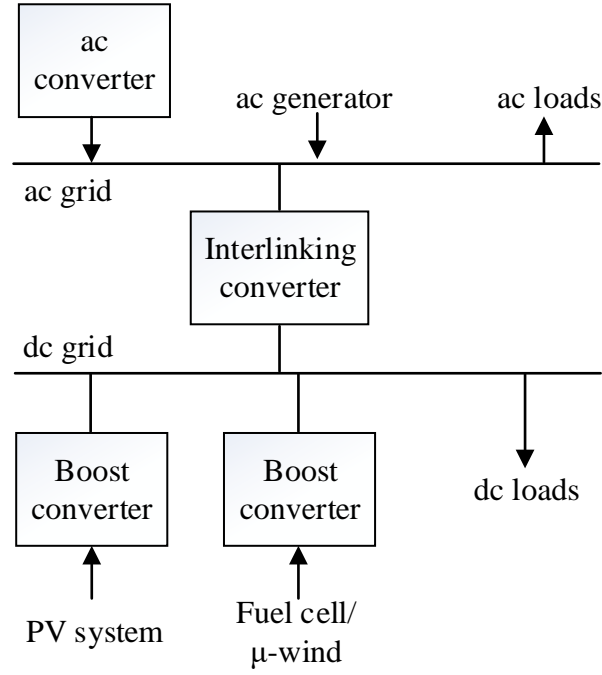 ac
converter
ac generator
ac loads
ac grid
Interlinking
converter
dc grid
Boost
converter
Boost
converter
dc loads
PV system
Fuel cell/
μ-wind